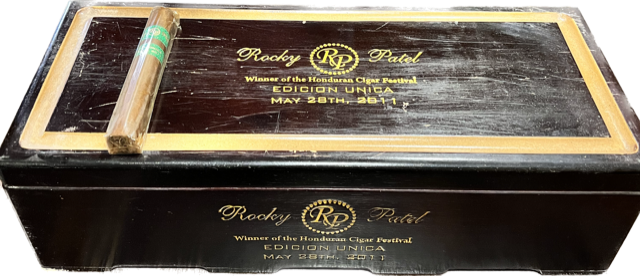 Rocky RP Patel
Winner of the Honduran Cigar Festival
EDICION UNICA
MAY 28TH, 2011
Rocky RP Patel
Winner of the Honduran Cigar Festival
EDICION UNICA
MAY 28TH, 2011